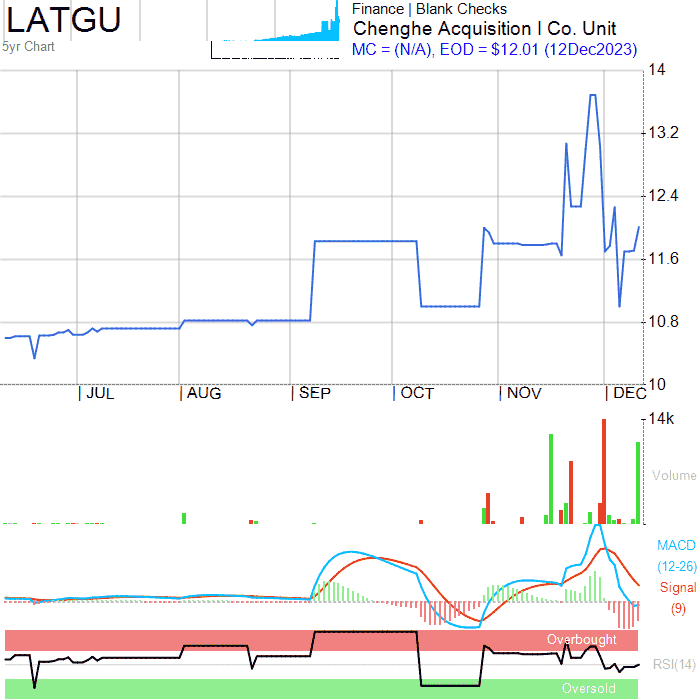 LATGU
5yr Chart
Finance | Blank Checks
Chenghe Acquisition I Co. Unit
MC = (N/A), EOD = $12.01 (12Dec2023)
14
13.2
12.4
11.6
10.8
10
| JUL | AUG | SEP | OCT | NOV | DEC
14k
Volume
MACD
(12-26)
Signal
(9)
Overbought
RSI(14)
Oversold